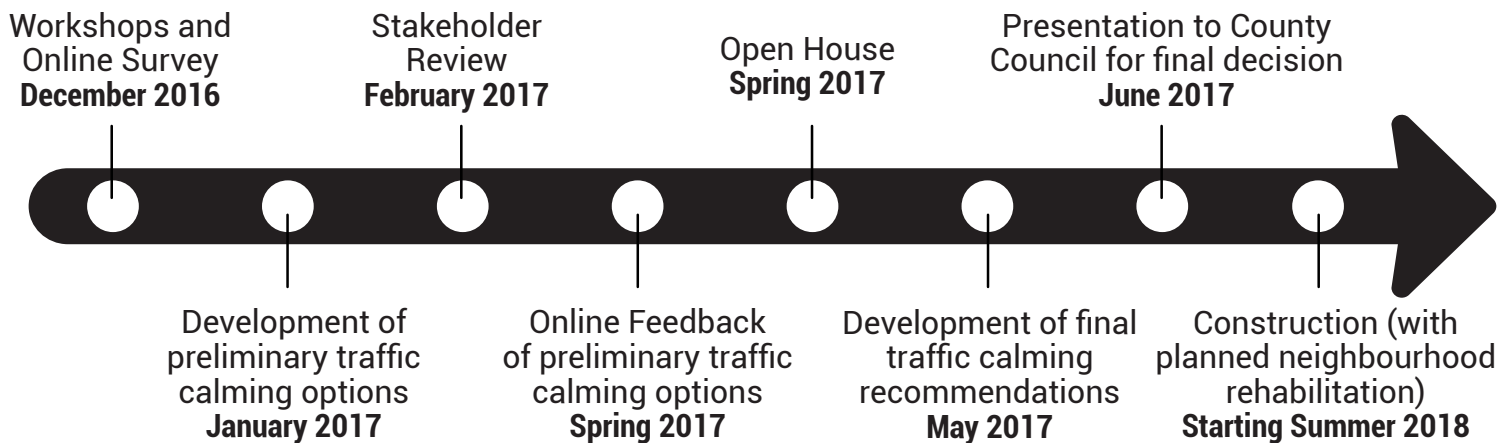 Workshops and
Online Survey
December 2016
Stakeholder
Review
February 2017
Open House
Spring 2017
Presentation to County
Council for final decision
June 2017
Development of
preliminary traffic
calming options
January 2017
Online Feedback
of preliminary traffic
calming options
Spring 2017
Development of final
traffic calming
recommendations
May 2017
Construction (with
planned neighbourhood
rehabilitation)
Starting Summer 2018